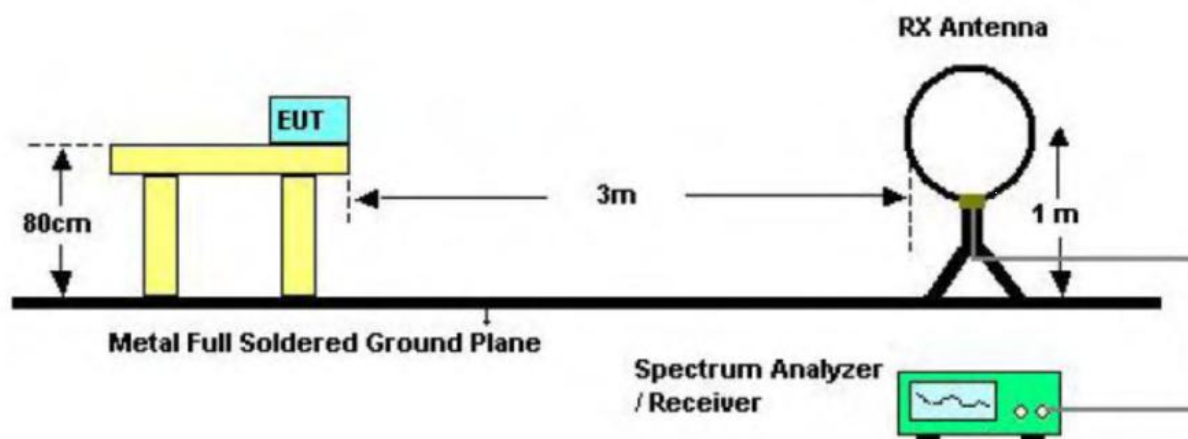 RX Antenna
EUT
80cm
3m
1 m
Metal Full Soldered Ground Plane
Spectrum Analyzer
/ Receiver